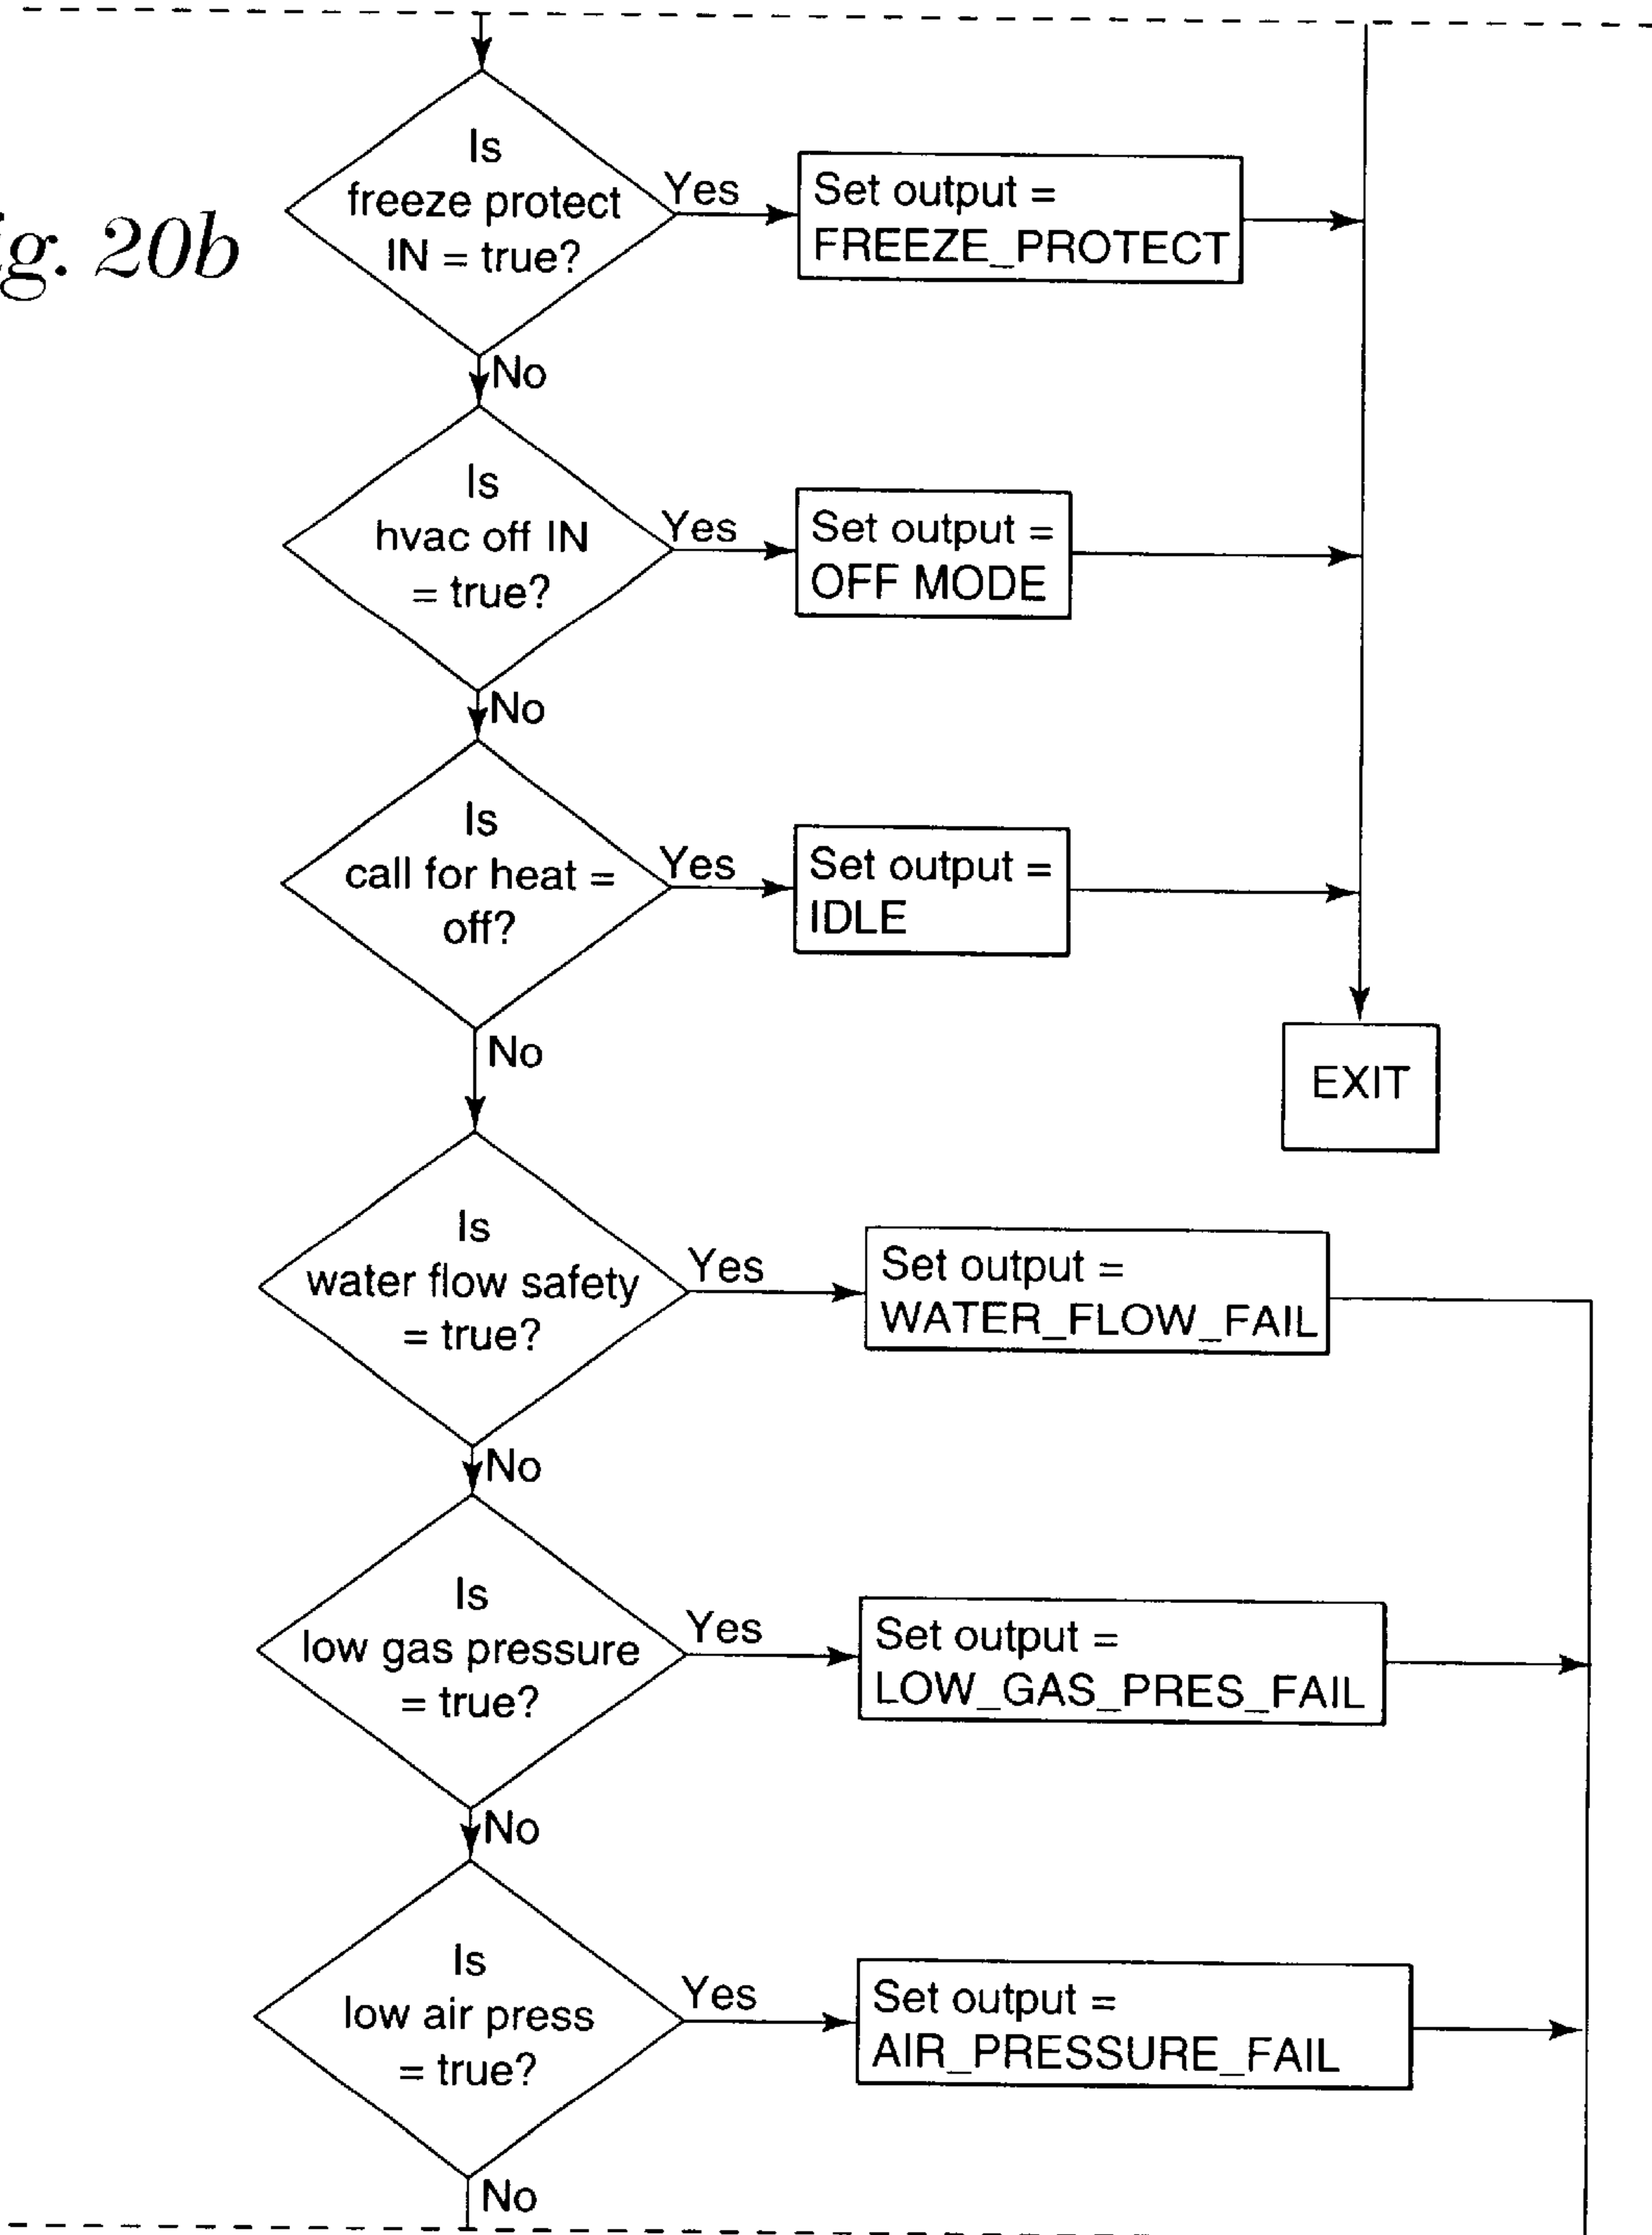 ig. 20b
Is
freeze protect
IN = true?
Yes
Set output =
FREEZE_PROTECT
No
Is
hvac off IN
= true?
Yes
Set output =
OFF MODE
No
Is
call for heat =
off?
Yes
Set output =
IDLE
No
EXIT
Is
water flow safety
= true?
Yes
Set output =
WATER_FLOW_FAIL
No
Is
low gas pressure
= true?
Yes
Set output =
LOW_GAS_PRES_FAIL
No
Is
low air press
= true?
Yes
Set output =
AIR_PRESSURE_FAIL
No